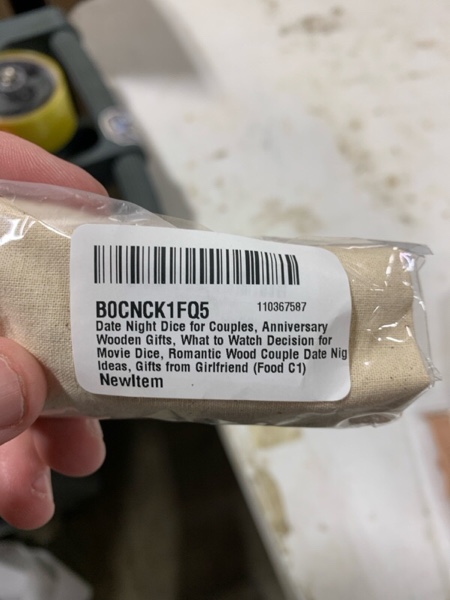 B0CNCK1FQ5 110367587
Date Night Dice for Couples, Anniversary
Wooden Gifts, What to Watch Decision for
Movie Dice, Romantic Wood Couple Date Nig
Ideas, Gifts from Girlfriend (Food C1)
NewItem